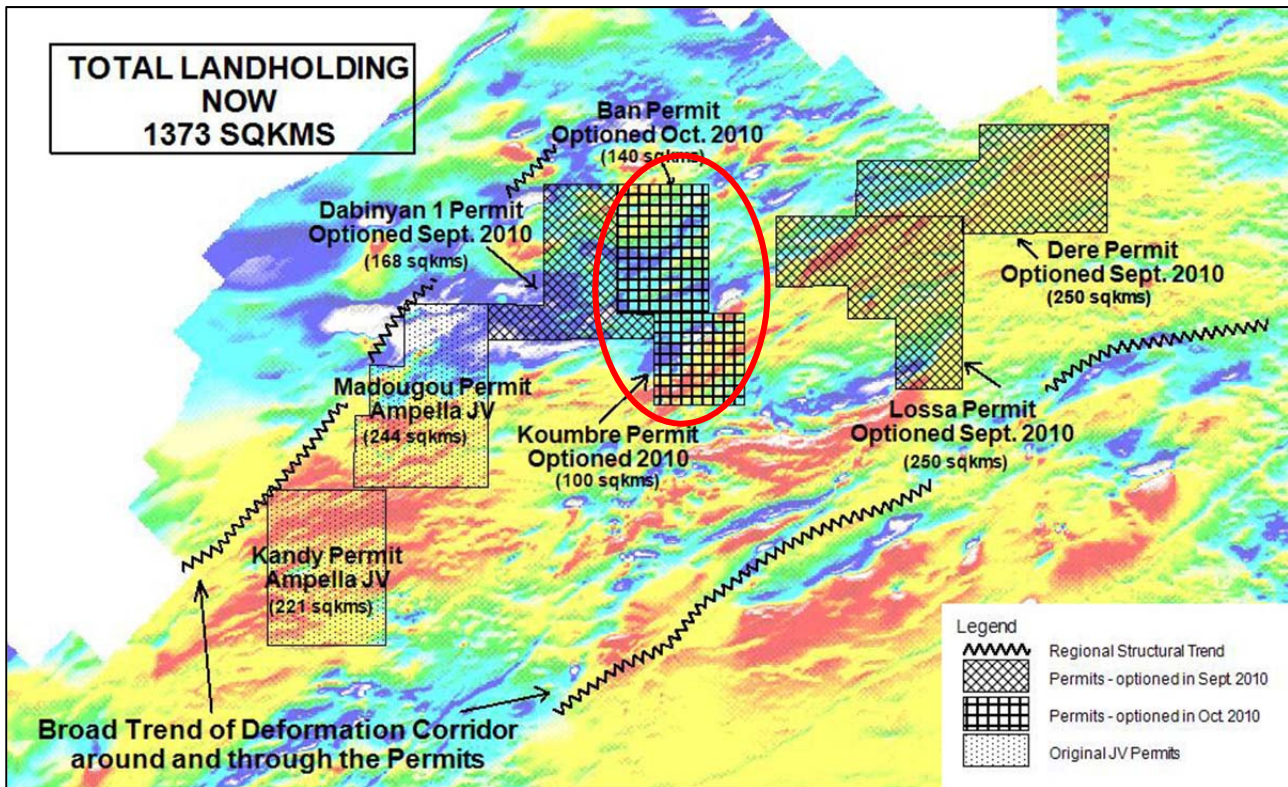 TOTAL LANDHOLDING
NOW
1373 SQKMS
Ban Permit
Optioned Oct. 2010
(140 sqkms)
Dabinyan 1 Permit
Optioned Sept. 2010
(168 sqkms)
Dere Permit
Optioned Sept. 2010
(250 sqkms)
Madougou Permit
Ampella JV
(244 sqkms)
Koumbre Permit
Optioned 2010
(100 sqkms)
Lossa Permit
Optioned Sept. 2010
(250 sqkms)
Kandy Permit
Ampella JV
(221 sqkms)
Broad Trend of Deformation Corridor
around and through the Permits
Legend
Regional Structural Trend
Permits - optioned in Sept. 2010
Permits - optioned in Oct. 2010
Original JV Permits